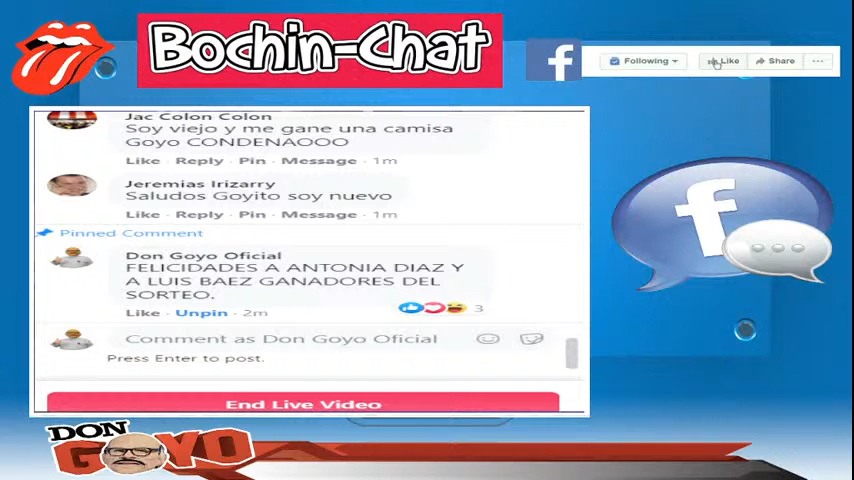 Bochin-Chat
f
Following
Like
Share
Jac Colon Colon
Soy viejo y me gane una camisa
Goyo CONDENAOOO
Like · Reply · Pin · Message · 1m
Jeremias Irizarry
Saludos Goyito soy nuevo
Like · Reply · Pin · Message · 1m
Pinned Comment
Don Goyo Oficial
FELICIDADES A ANTONIA DIAZ Y
A LUIS BAEZ GANADORES DEL
SORTEO.
Like · Unpin · 2m
3
Comment as Don Goyo Oficial
Press Enter to post.
End Live Video
f
DON
GOYO